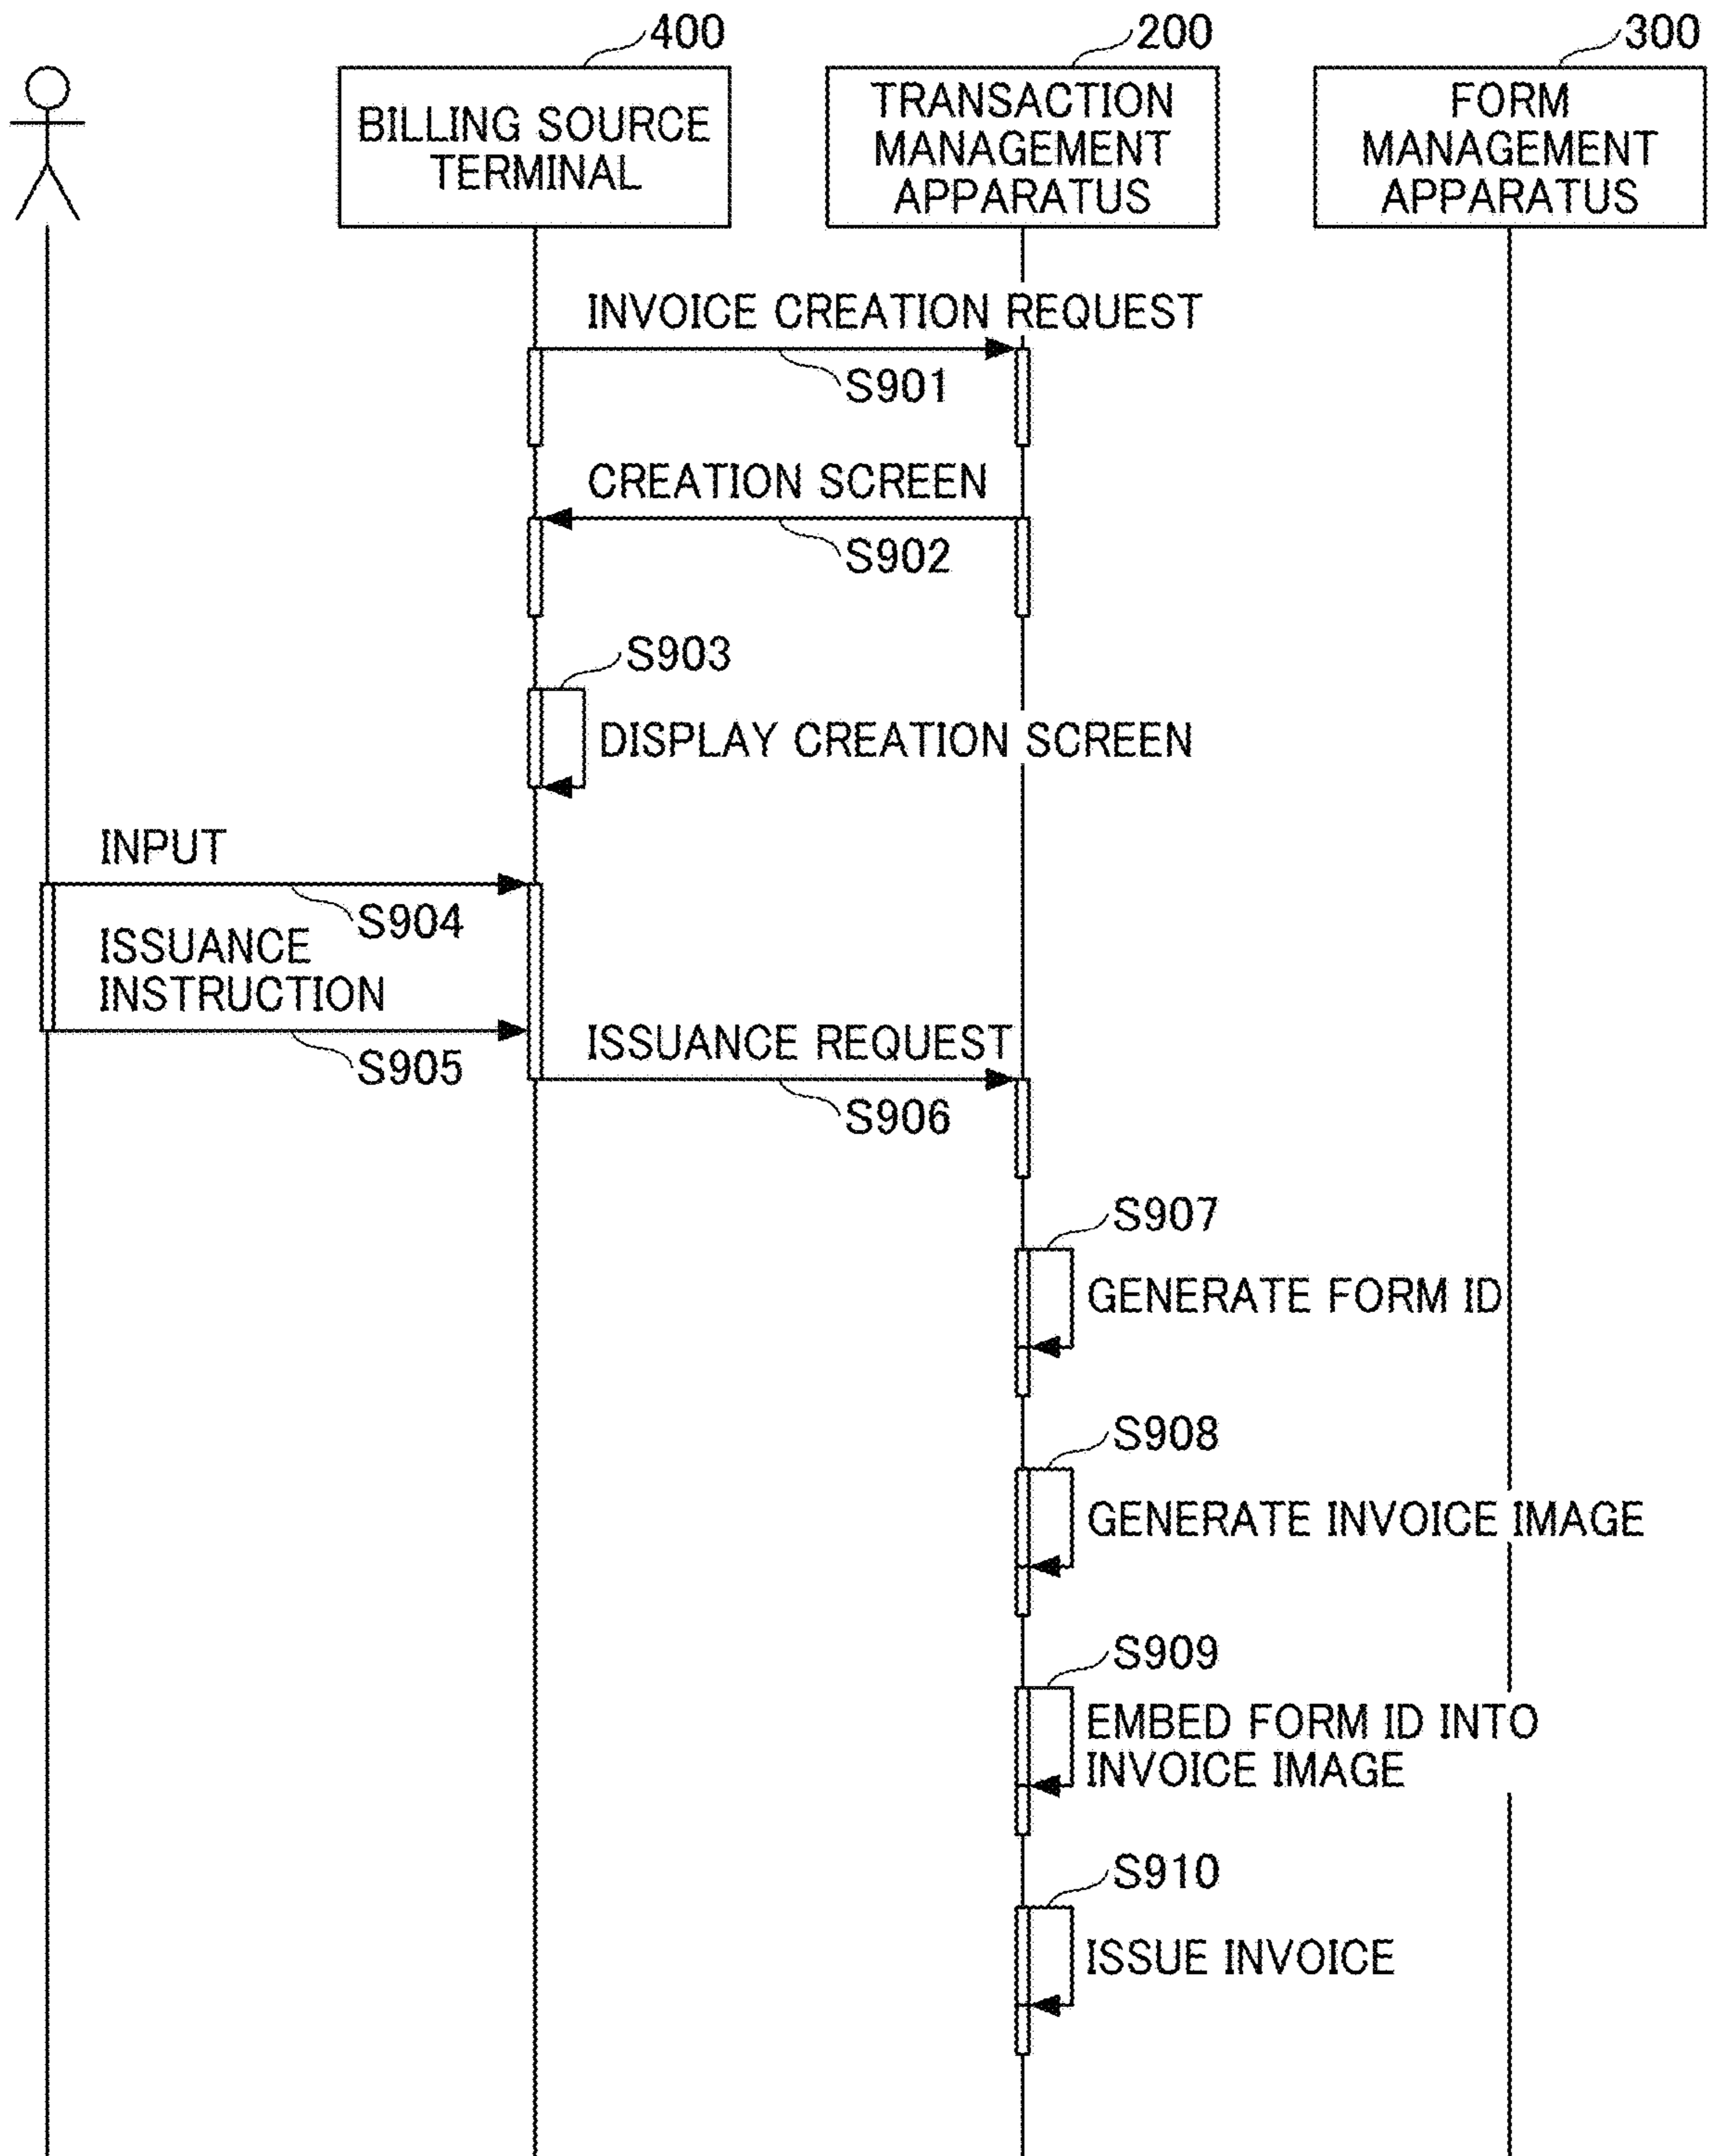 400
200
300
BILLING SOURCE
TERMINAL
TRANSACTION
MANAGEMENT
APPARATUS
FORM
MANAGEMENT
APPARATUS
INVOICE CREATION REQUEST
S901
CREATION SCREEN
S902
S903
DISPLAY CREATION SCREEN
INPUT
S904
ISSUANCE
INSTRUCTION
S905
ISSUANCE REQUEST
S906
S907
GENERATE FORM ID
S908
GENERATE INVOICE IMAGE
S909
EMBED FORM ID INTO
INVOICE IMAGE
S910
ISSUE INVOICE